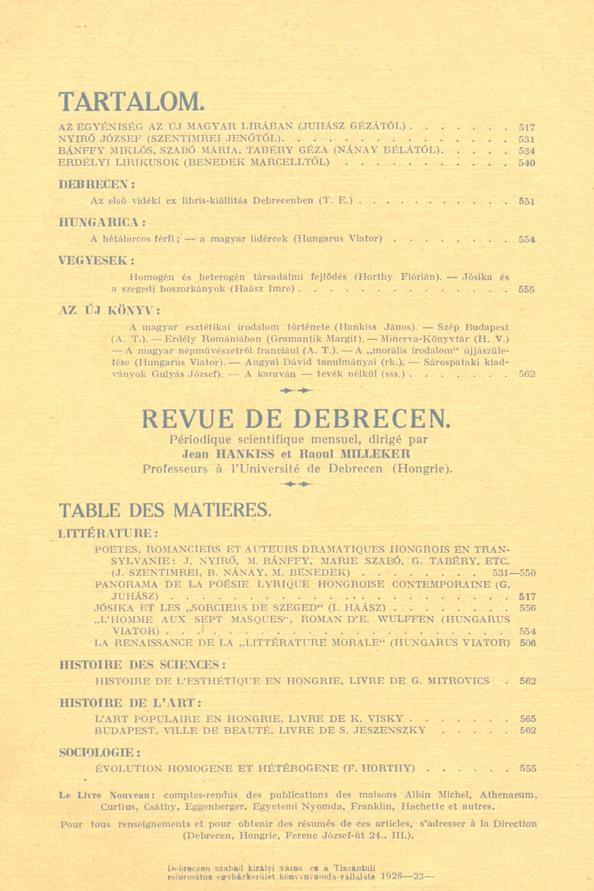 TARTALOM.
AZ EGYÉNISÉG AZ ÚJ MAGYAR LIRÁBAN (JUHÁSZ GÉZÁTÓL) . . . . . . 517
NYIRŐ JÓZSEF (SZENTIMREI JENŐTŐL). . . . . . . . . . . . . . 531
BÁNFFY MIKLÓS, SZABÓ MÁRIA, TABÉRY GÉZA (NÁNAY BÉLÁTÓL). . . . . 534
ERDÉLYI LIRIKUSOK (BENEDEK MARCELLTŐL) . . . . . . . . . . 540
DEBRECEN:
Az első vidéki ex libris-kiállitás Debrecenben (T. E.) . . . . . . . . . . 551
HUNGARICA:
A hétálarcos férfi; — a magyar lidércek (Hungarus Viator) . . . . . . . . 554
VEGYESEK:
Homogén és heterogén társadalmi fejlődés (Horthy Flórián). — Jósika és
a szegedi boszorkányok (Haász Imre) . . . . . . . . . . . . . . 555
AZ ÚJ KÖNYV:
A magyar esztétikai irodalom története (Hankiss János). — Szép Budapest
(A. T.). — Erdély Romániában (Gramantik Margit). — Minerva-Könyvtár (H. V.)
— A magyar népművészetről franciául (A. T.). — A „morális irodalom" újjászüle-
tése (Hungarus Viator). — Angyal Dávid tanulmányai (rk.). — Sárospataki kiad-
ványok Gulyás József). — A karaván — tevék nélkül (sss.) . . . . . . . 562
REVUE DE DEBRECEN.
Périodique scientifique mensuel, dirigé par
Jean HANKISS et Raoul MILLEKER
Professeurs à l'Université de Debrecen (Hongrie).
TABLE DES MATIERES.
LITTÉRATURE:
POETES, ROMANCIERS ET AUTEURS DRAMATIQUES HONGROIS EN TRAN-
SYLVANIE: J. NYIRŐ, M. BÁNFFY, MARIE SZABÓ, G. TABÉRY, ETC.
(J. SZENTIMREI, B. NÁNAY, M. BENEDEK) . . . . . . . . 531—550
PANORAMA DE LA POÉSIE LYRIQUE HONGROISE CONTEMPORAINE (G.
JUHÁSZ) . . . . . . . . . . . . . . . . . . . . . 517
JÓSIKA ET LES „SORCIERS DE SZEGED" (I. HAÁSZ) . . . . . . . . 556
„L'HOMME AUX SEPT MASQUES", ROMAN D'E. WULFFEN (HUNGARUS
VIATOR) . . . . . . . . . . . . . . . . . . . . . 554
LA RENAISSANCE DE LA „LITTÉRATURE MORALE" (HUNGARUS VIATOR) 506
HISTOIRE DES SCIENCES:
HISTOIRE DE L'ESTHÉTIQUE EN HONGRIE, LIVRE DE G. MITROVICS . 562
HISTOIRE DE L'ART:
L'ART POPULAIRE EN HONGRIE, LIVRE DE K. VISKY . . . . . . . 565
BUDAPEST, VILLE DE BEAUTÉ, LIVRE DE S. JESZENSZKY . . . . . 562
SOCIOLOGIE:
ÉVOLUTION HOMOGENE ET HÉTÉROGENE (F. HORTHY) . . . . . . 555
Le Livre Nouveau: comptes-rendus des publications des maisons Albin Michel, Athenaeum,
Curtius, Csáthy, Eggenberger, Egyetemi Nyomda, Franklin, Hachette et autres.
Pour tous renseignements et pour obtenir des résumés de ces articles, s'adresser à la Direction
(Debrecen, Hongrie, Ferenc József-út 24., III.).
Debreczen szabad királyi város és a Tiszántúli
református egyházkerület könyvnyomda-vállalata 1928—23—